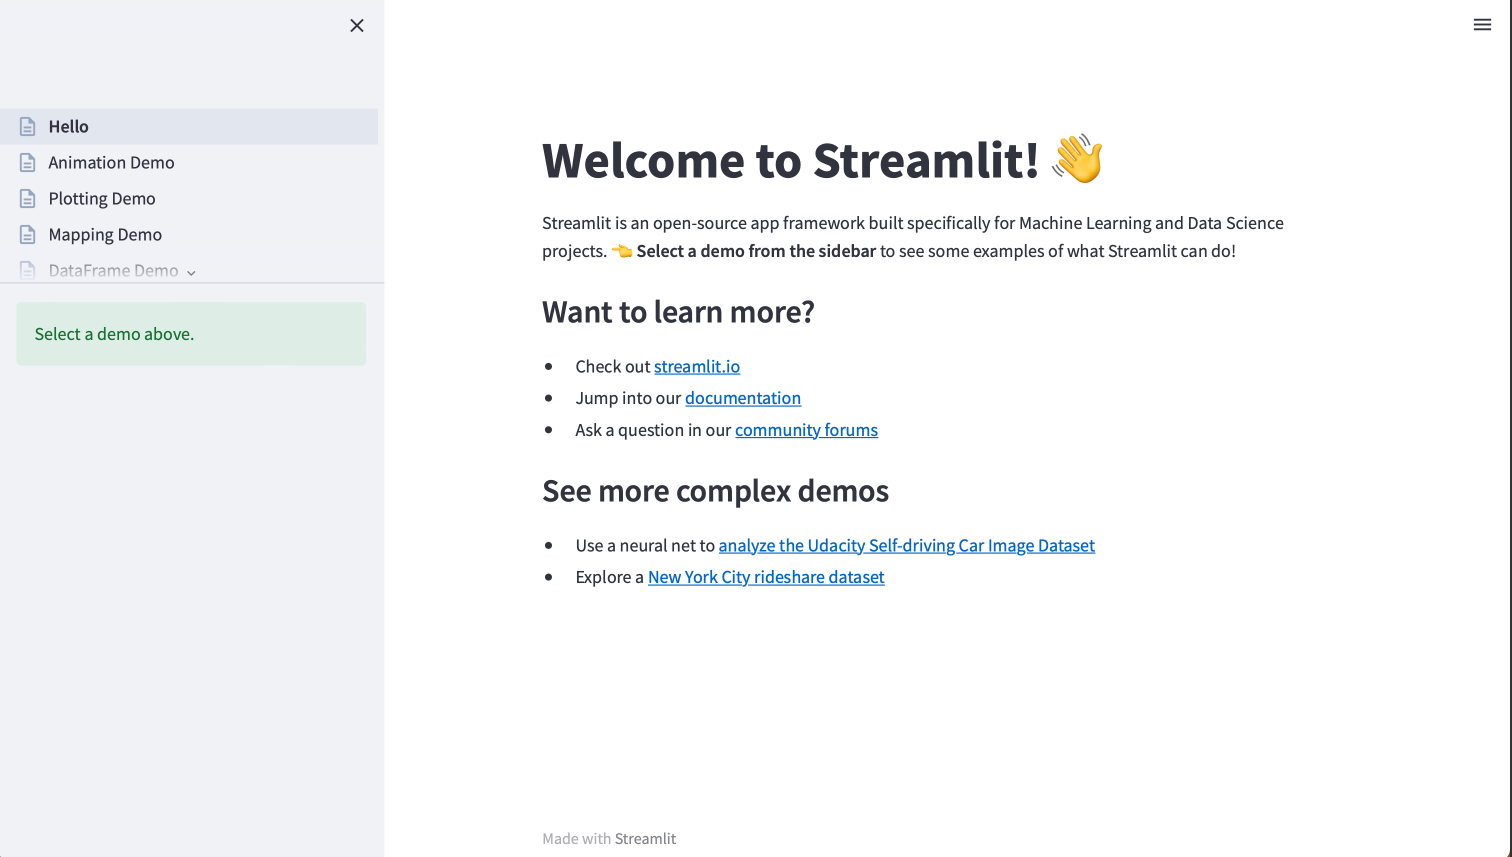 Hello
Animation Demo
Plotting Demo
Mapping Demo
DataFrame Demo
Select a demo above.
Welcome to Streamlit! 👋
Streamlit is an open-source app framework built specifically for Machine Learning and Data Science
projects. 👈 Select a demo from the sidebar to see some examples of what Streamlit can do!
Want to learn more?
• Check out streamlit.io
• Jump into our documentation
• Ask a question in our community forums
See more complex demos
• Use a neural net to analyze the Udacity Self-driving Car Image Dataset
• Explore a New York City rideshare dataset
Made with Streamlit